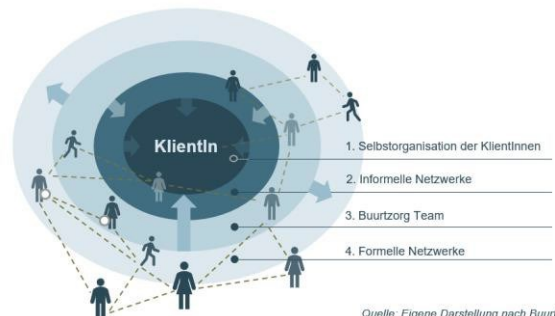 KlientIn
1. Selbstorganisation der KlientInnen
2. Informelle Netzwerke
3. Buurtzorg Team
4. Formelle Netzwerke
Quelle: Eigene Darstellung nach